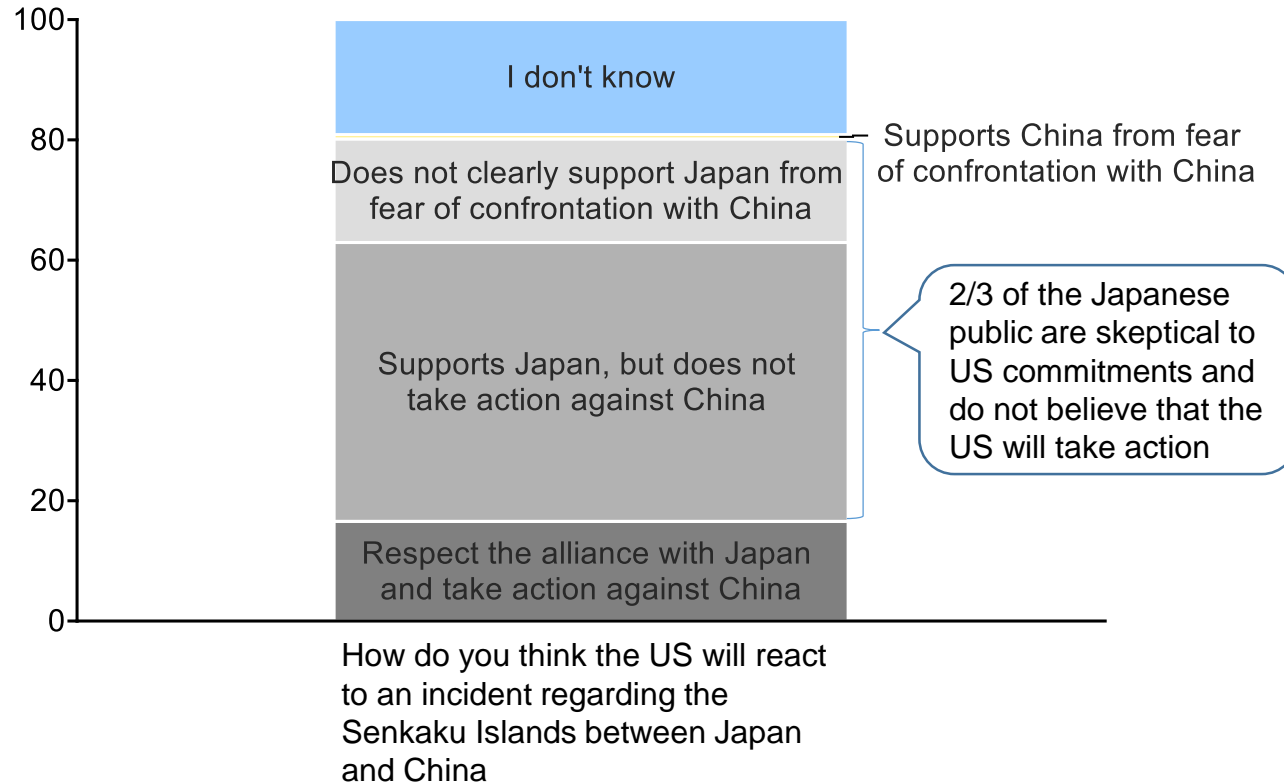 100
80
60
40
20
0
I don't know
Supports China from fear
of confrontation with China
Does not clearly support Japan from
fear of confrontation with China
2/3 of the Japanese
public are skeptical to
US commitments and
do not believe that the
US will take action
Supports Japan, but does not
take action against China
Respect the alliance with Japan
and take action against China
How do you think the US will react
to an incident regarding the
Senkaku Islands between Japan
and China